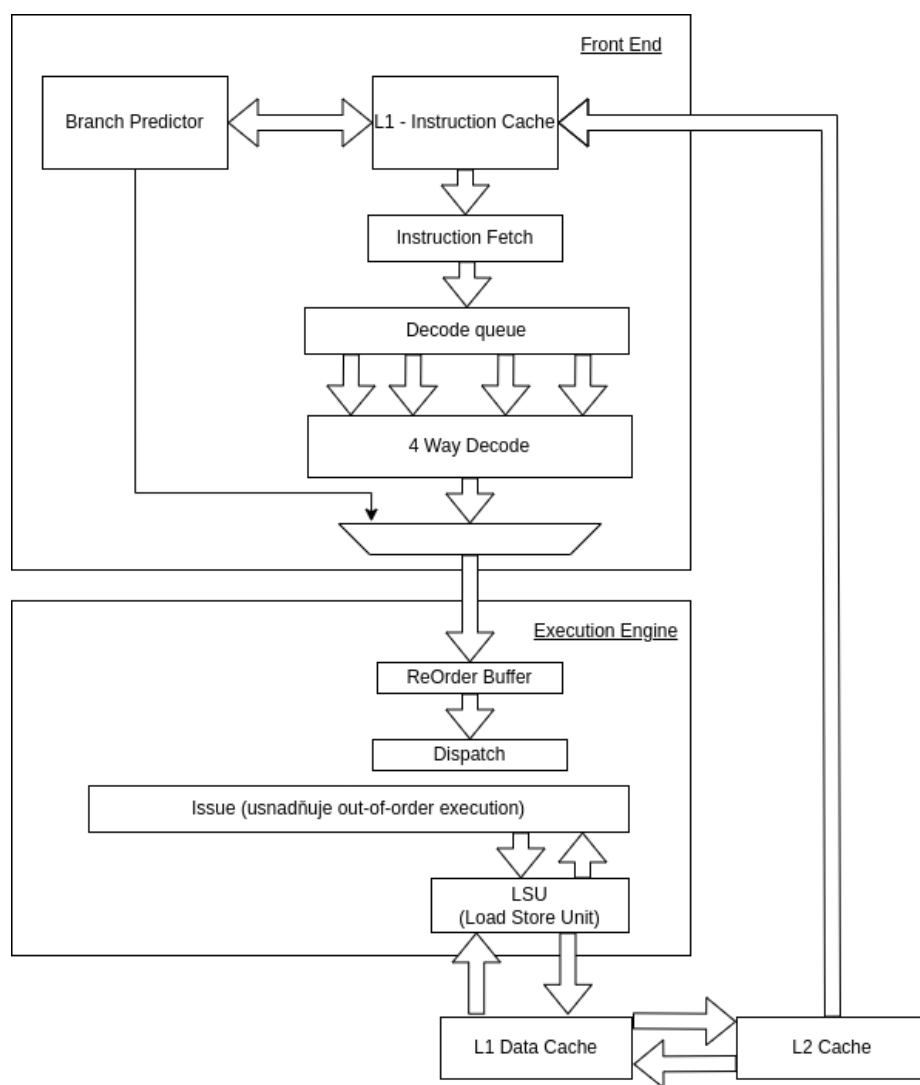 Front End
Branch Predictor
L1 - Instruction Cache
Instruction Fetch
Decode queue
4 Way Decode
Execution Engine
ReOrder Buffer
Dispatch
Issue (usnadñuje out-of-order execution)
LSU
(Load Store Unit)
L1 Data Cache
L2 Cache